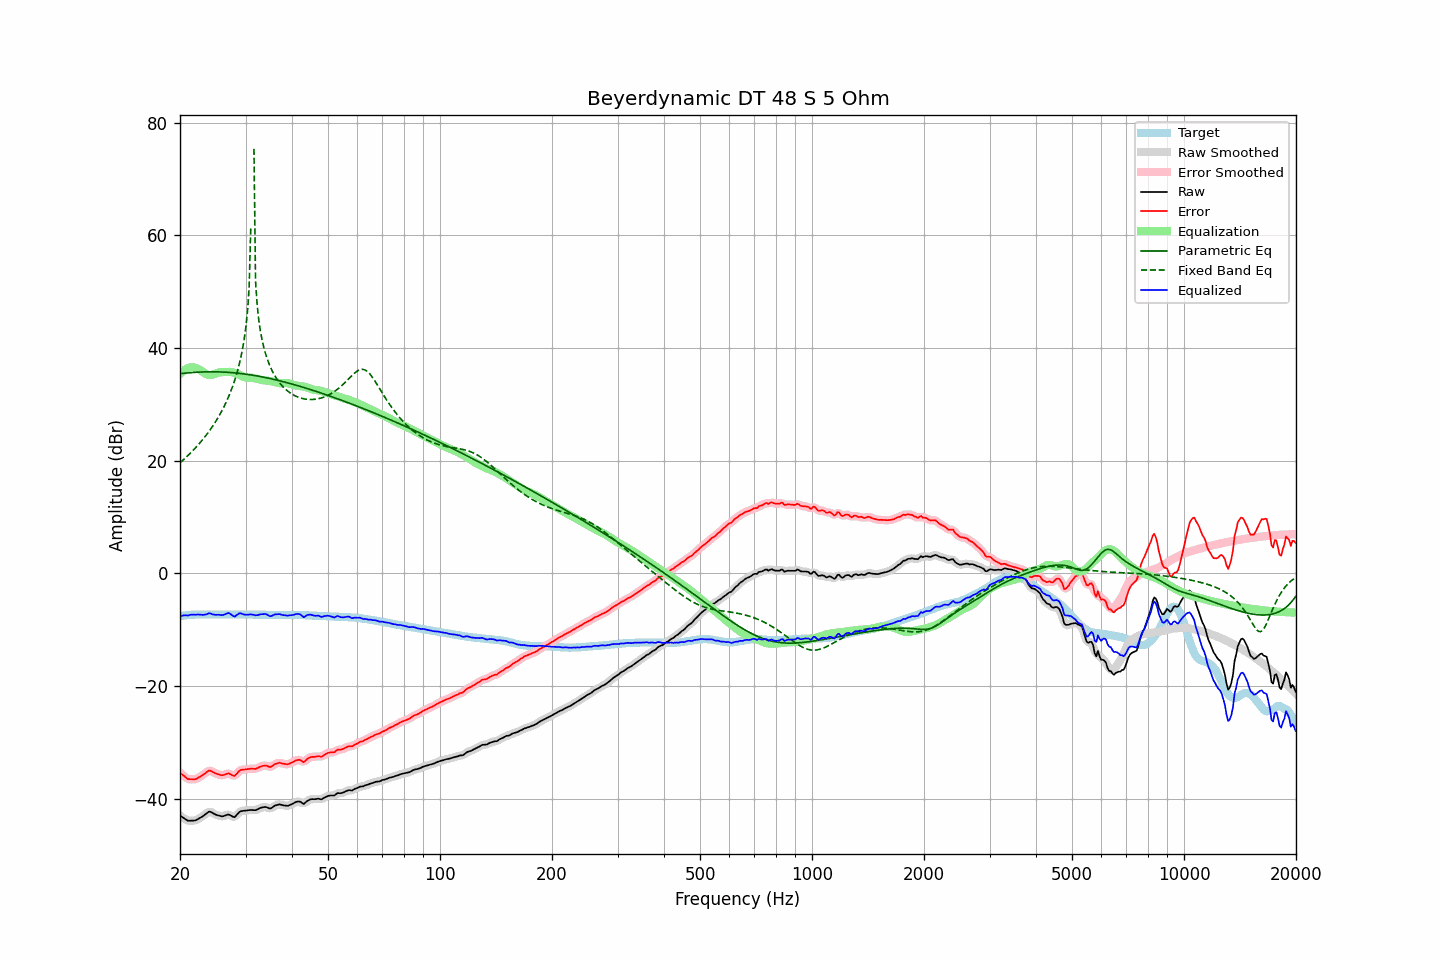 Beyerdynamic DT 48 S 5 Ohm
80
60
40
20
0
−20
−40
Amplitude (dBr)
Target
Raw Smoothed
Error Smoothed
Raw
Error
Equalization
Parametric Eq
Fixed Band Eq
Equalized
20 50 100 200 500 1000 2000 5000 10000 20000
Frequency (Hz)